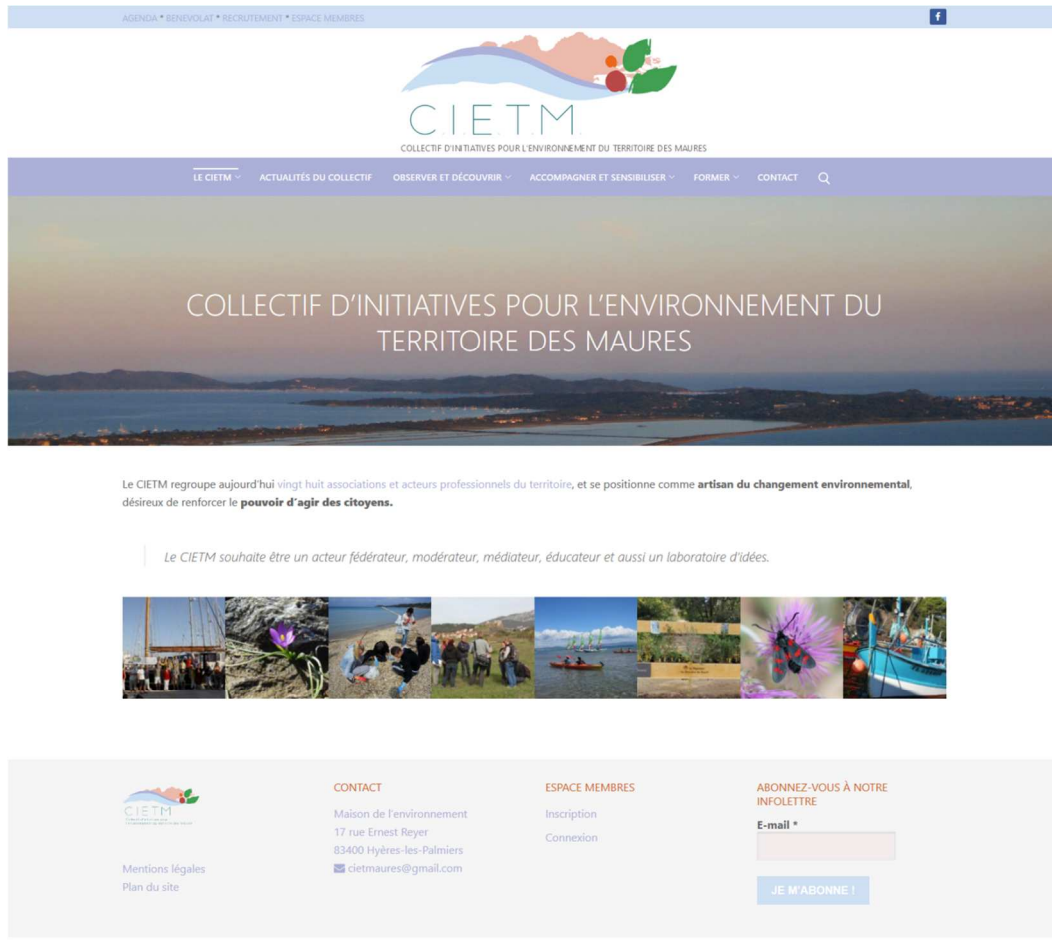 AGENDA * BENEVOLAT * RECRUTEMENT * ESPACE MEMBRES
C.I.E.T.M.
COLLECTIF D'INITIATIVES POUR L'ENVIRONNEMENT DU TERRITOIRE DES MAURES
LE CIETM ACTUALITÉS DU COLLECTIF OBSERVER ET DÉCOUVRIR ACCOMPAGNER ET SENSIBILISER FORMER CONTACT
COLLECTIF D'INITIATIVES POUR L'ENVIRONNEMENT DU
TERRITOIRE DES MAURES
Le CIETM regroupe aujourd'hui vingt huit associations et acteurs professionnels du territoire, et se positionne comme artisan du changement environnemental,
désireux de renforcer le pouvoir d'agir des citoyens.
Le CIETM souhaite être un acteur fédérateur, modérateur, médiateur, éducateur et aussi un laboratoire d'idées.
CIETM
Mentions légales
Plan du site
CONTACT
Maison de l'environnement
17 rue Ernest Reyer
83400 Hyères-les-Palmiers
cietmaures@gmail.com
ESPACE MEMBRES
Inscription
Connexion
ABONNEZ-VOUS À NOTRE
INFOLETTRE
E-mail *
JE M'ABONNE !